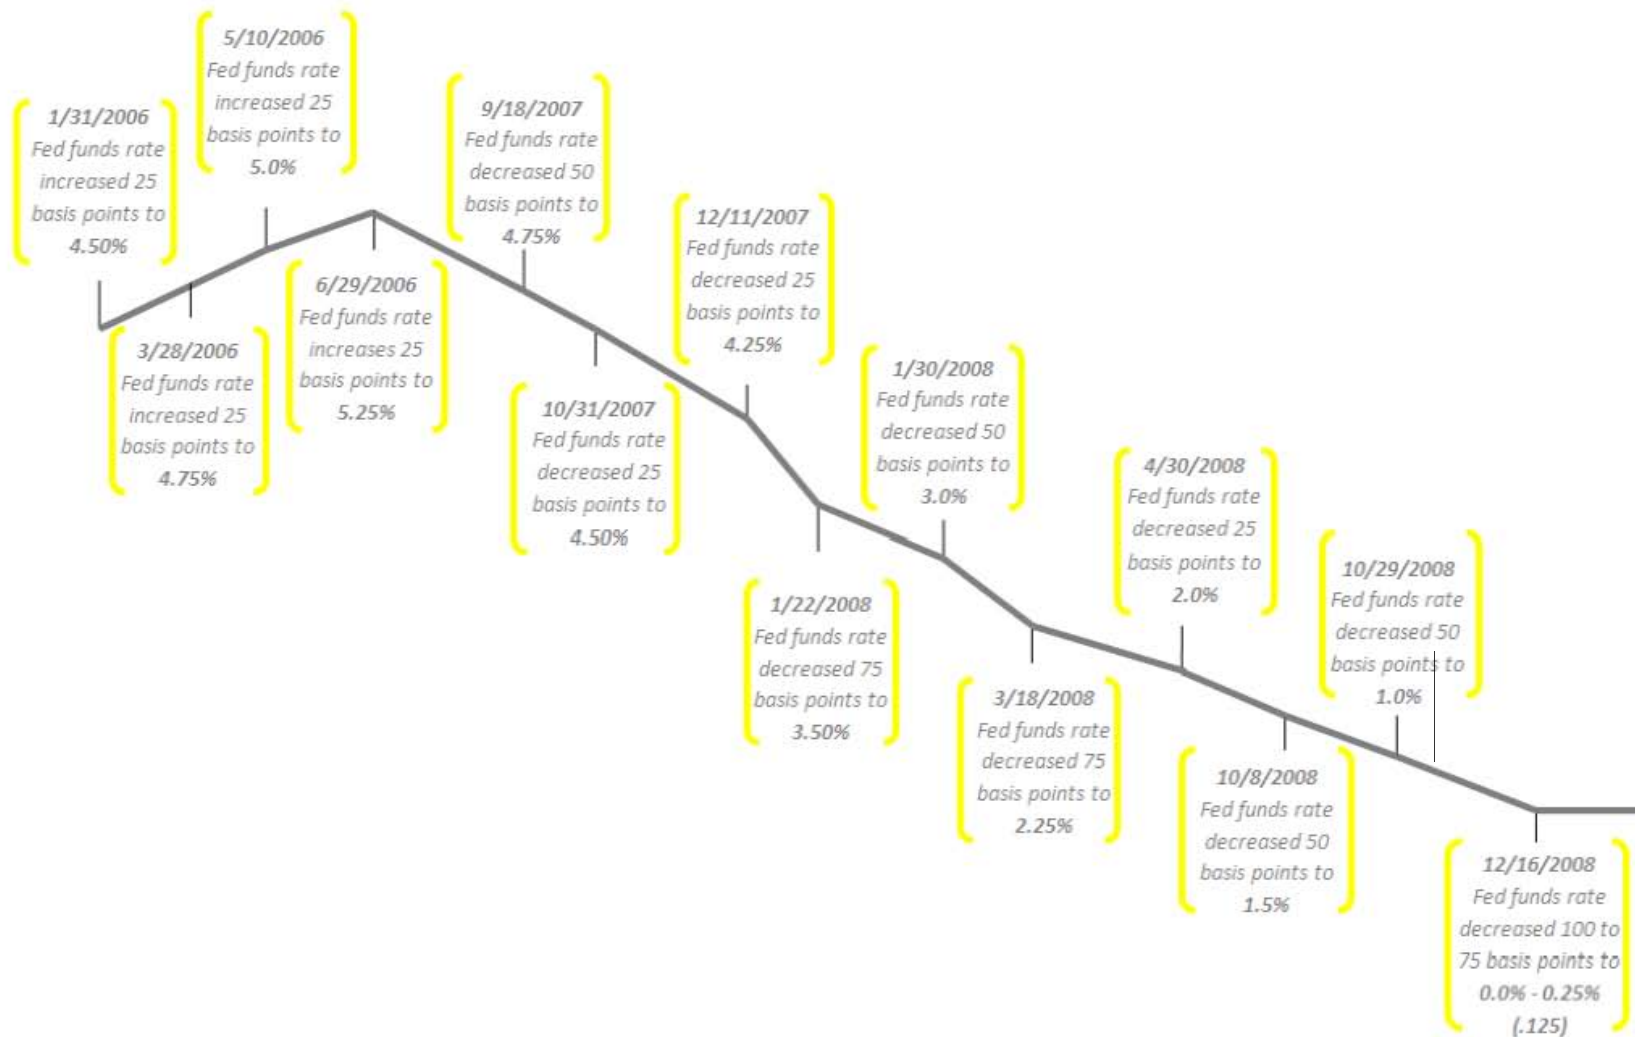 1/31/2006
Fed funds rate
increased 25
basis points to
4.50%
3/28/2006
Fed funds rate
increased 25
basis points to
4.75%
5/10/2006
Fed funds rate
increased 25
basis points to
5.0%
6/29/2006
Fed funds rate
increases 25
basis points to
5.25%
9/18/2007
Fed funds rate
decreased 50
basis points to
4.75%
10/31/2007
Fed funds rate
decreased 25
basis points to
4.50%
12/11/2007
Fed funds rate
decreased 25
basis points to
4.25%
1/22/2008
Fed funds rate
decreased 75
basis points to
3.50%
1/30/2008
Fed funds rate
decreased 50
basis points to
3.0%
3/18/2008
Fed funds rate
decreased 75
basis points to
2.25%
4/30/2008
Fed funds rate
decreased 25
basis points to
2.0%
10/8/2008
Fed funds rate
decreased 50
basis points to
1.5%
10/29/2008
Fed funds rate
decreased 50
basis points to
1.0%
12/16/2008
Fed funds rate
decreased 100 to
75 basis points to
0.0% - 0.25%
(.125)